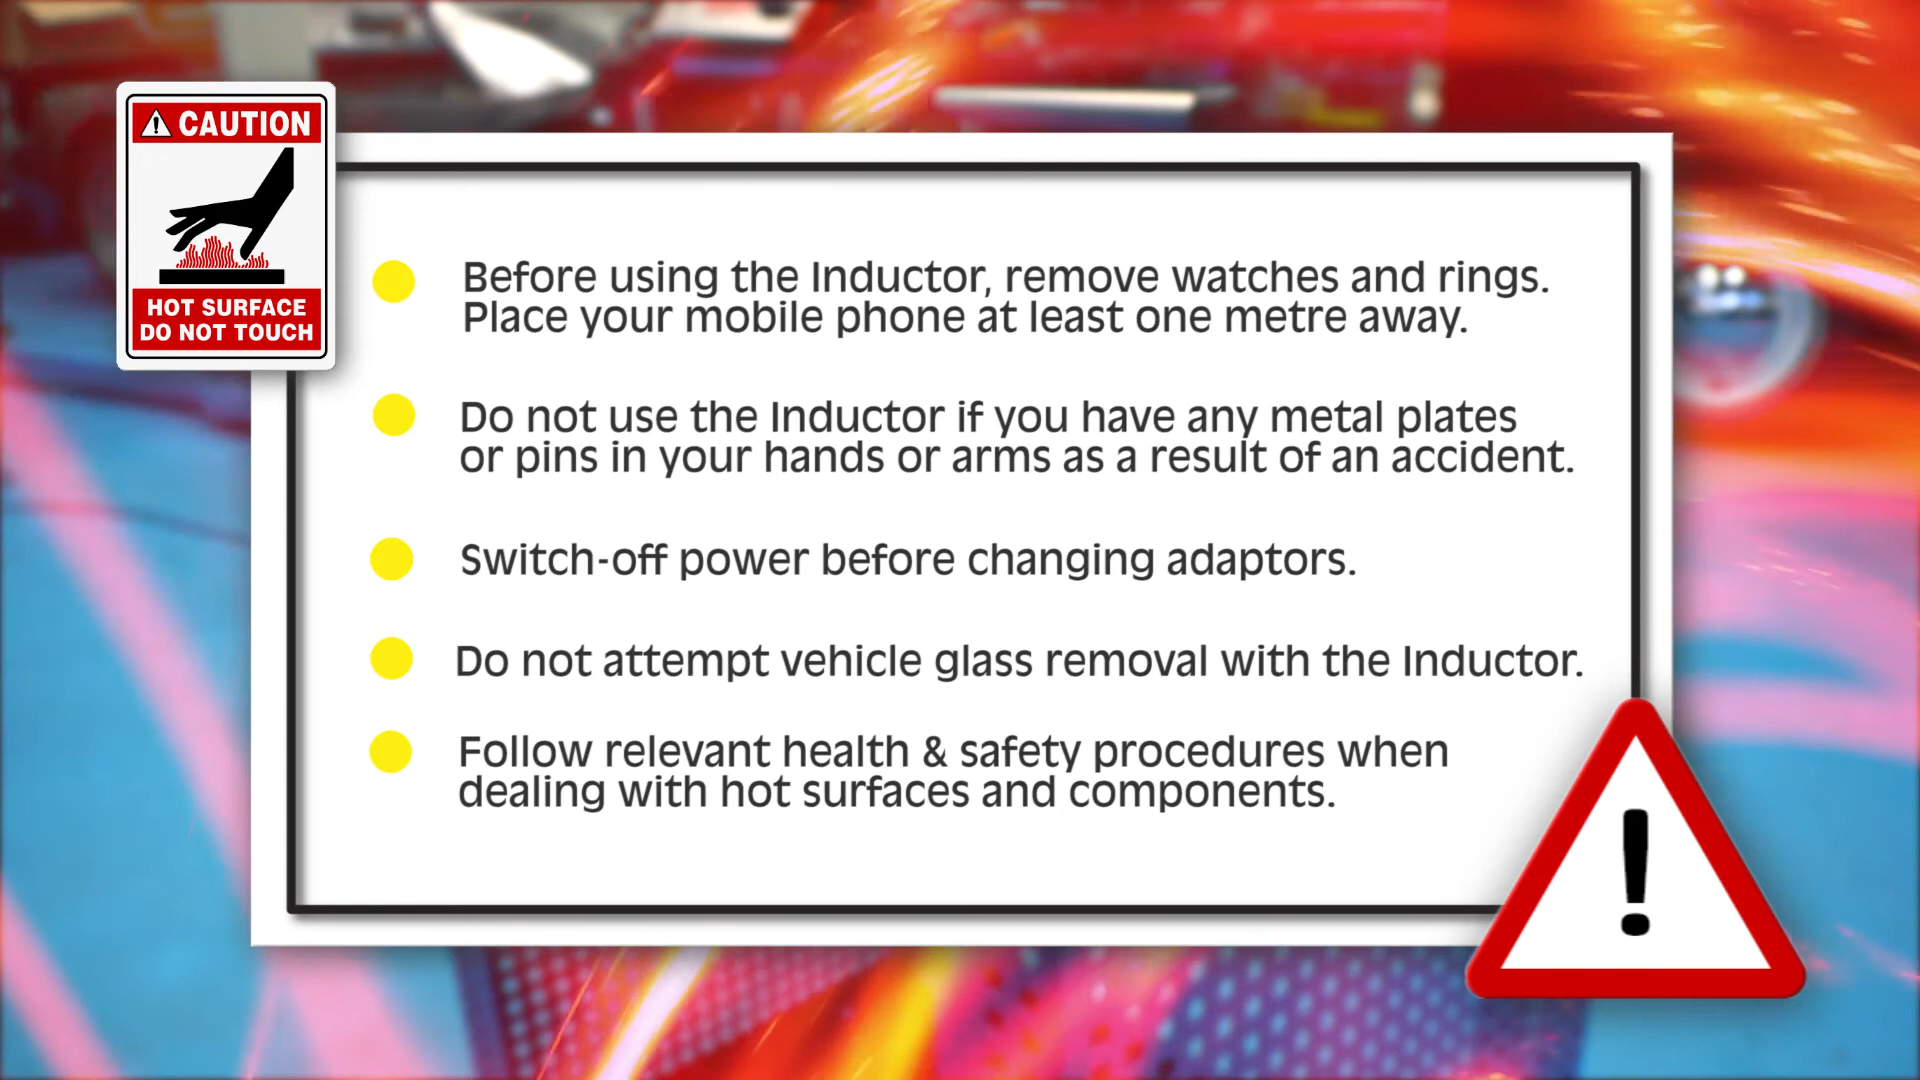 CAUTION
HOT SURFACE
DO NOT TOUCH
Before using the Inductor, remove watches and rings.
Place your mobile phone at least one metre away.
Do not use the Inductor if you have any metal plates
or pins in your hands or arms as a result of an accident.
Switch-off power before changing adaptors.
Do not attempt vehicle glass removal with the Inductor.
Follow relevant health & safety procedures when
dealing with hot surfaces and components.
!